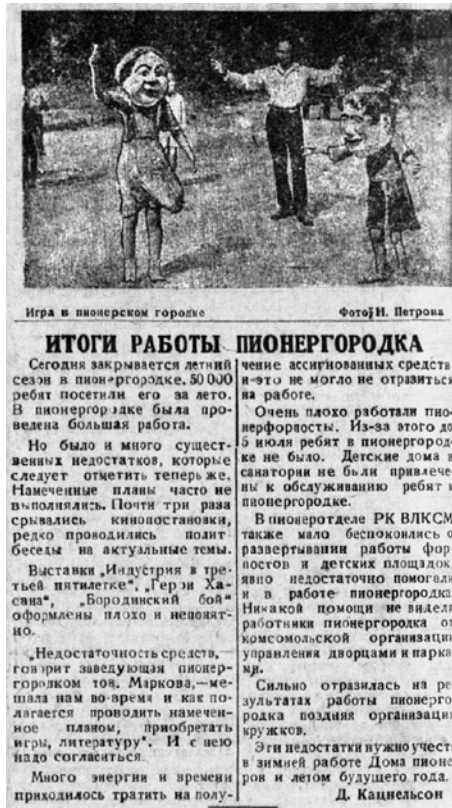 Игра в пионерском городке
Фото Н. Петрова
ИТОГИ РАБОТЫ ПИОНЕРГОРОДКА
Сегодня закрывается летний
сезон в пионергородке. 50000
ребят посетили его за лето.
В пионергородке была про-
ведена большая работа.
Но было и много сущест-
венных недостатков, которые
следует отметить теперь же.
Намеченные планы часто не
выполнялись. Почти три раза
срывались кинопостановки,
редко проводились полит
беседы на актуальные темы.
Выставки „Индустрия в тре-
тьей пятилетке", „Герои Ха-
сана", „Бородинский бой"
оформлены плохо и непонят-
но.
„Недостаточность средств,—
говорит заведующая пионер-
городком тов. Маркова,—ме-
шала нам во-время и как по-
лагается проводить намечен-
ное планом, приобретать
игры, литературу". И с нею
надо согласиться.
Много энергии и времени
приходилось тратить на полу-
чение ассигнованных средств
и это не могло не отразиться
на работе.
Очень плохо работали пио-
нерфорпосты. Из-за этого до
5 июля ребят в пионергород-
ке не было. Детские дома и
санатории не были привлече-
ны к обслуживанию ребят в
пионергородке.
В пионеротделе РК ВЛКСМ
также мало беспокоились о
развертывании работы фор-
постов и детских площадок,
явно недостаточно помогали
и в работе пионергородка.
Никакой помощи не видели
работники пионергородка от
комсомольской организации
управления дворцами и парка-
ми.
Сильно отразилась на ре-
зультатах работы пионерго-
родка поздняя организация
кружков.
Эти недостатки нужно учесть
в зимней работе Дома пионе-
ров и летом будущего года.
Д. Кацнельсон